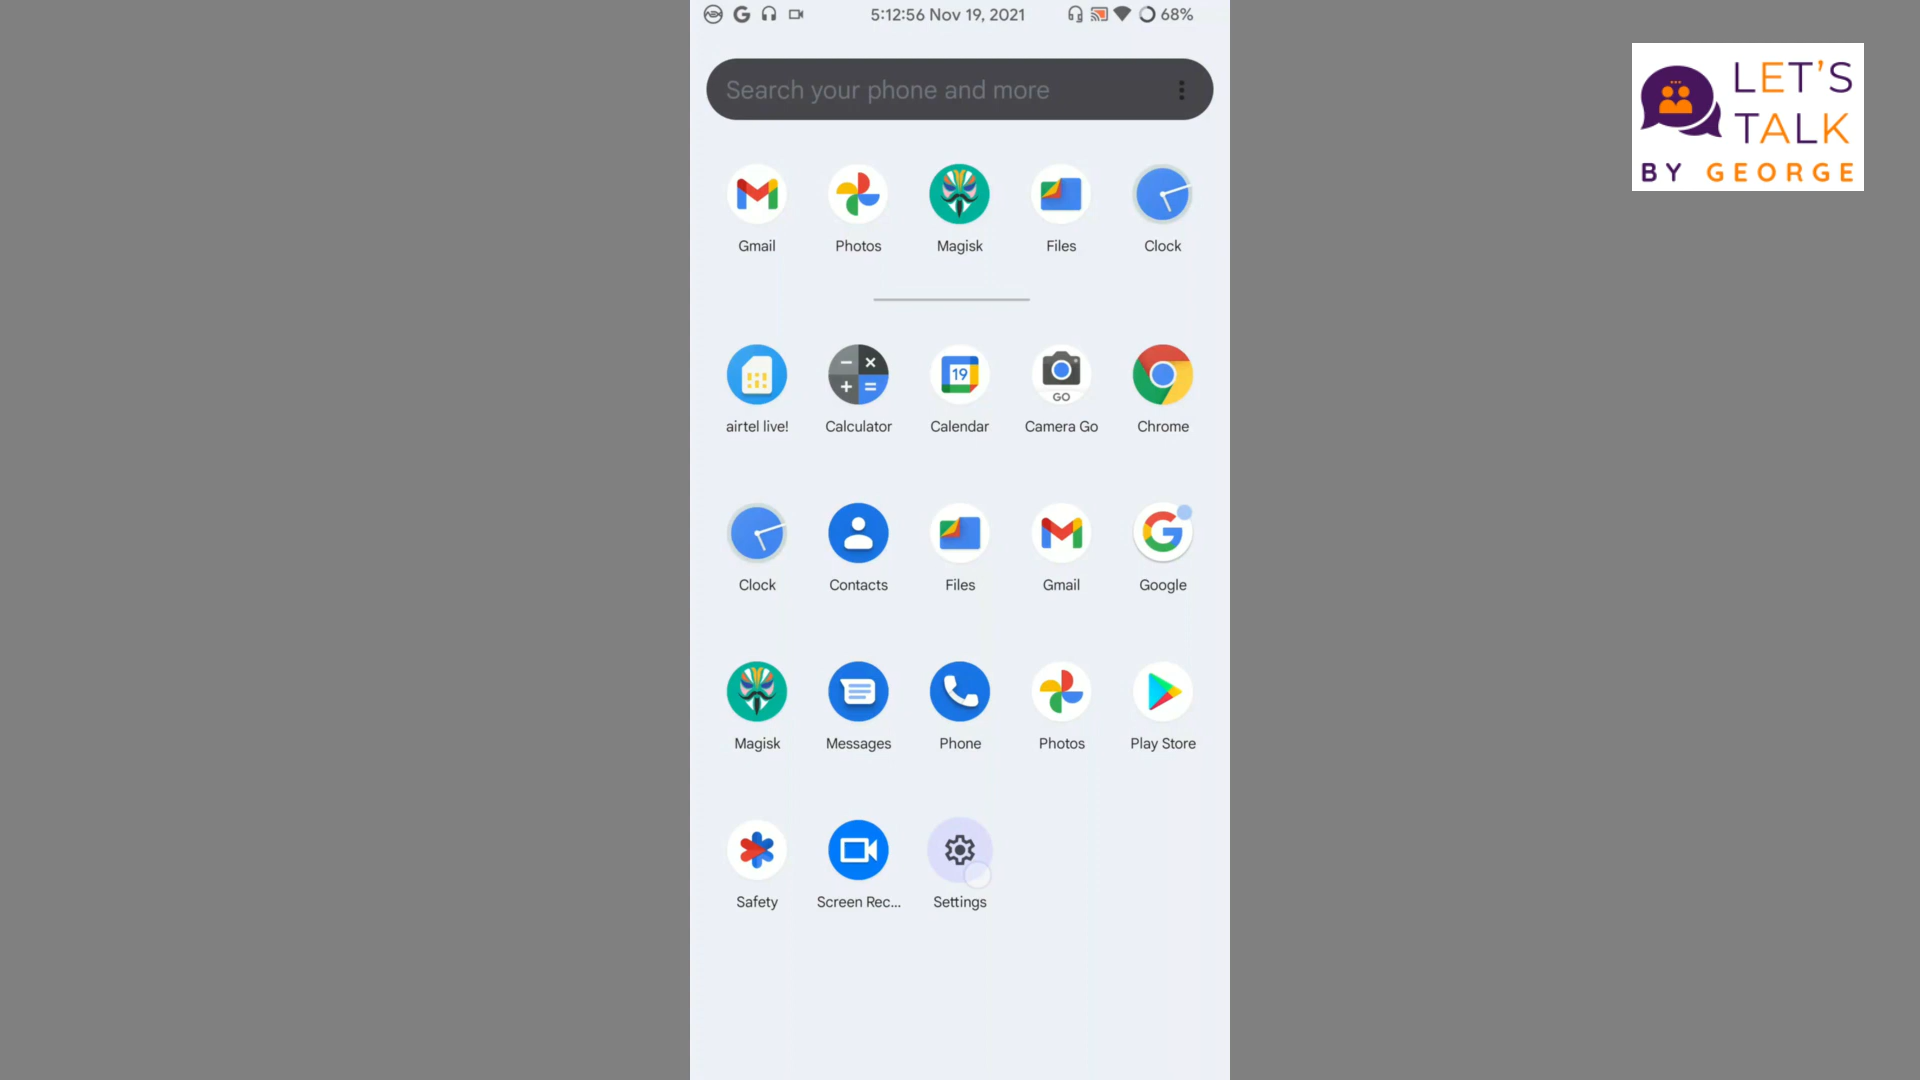 5:12:56 Nov 19, 2021
68%
Search your phone and more
Gmail
Photos
Magisk
Files
Clock
airtel live!
Calculator
19
Calendar
GO
Camera Go
Chrome
Clock
Contacts
Files
Gmail
Google
Magisk
Messages
Phone
Photos
Play Store
Safety
Screen Rec...
Settings
LET'S
TALK
BY GEORGE